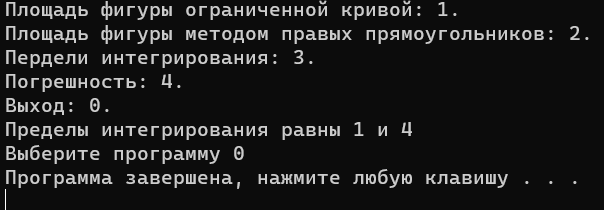 Площадь фигуры ограниченной кривой: 1.
Площадь фигуры методом правых прямоугольников: 2.
Пердели интегрирования: 3.
Погрешность: 4.
Выход: 0.
Пределы интегрирования равны 1 и 4
Выберите программу 0
Программа завершена, нажмите любую клавишу . . .